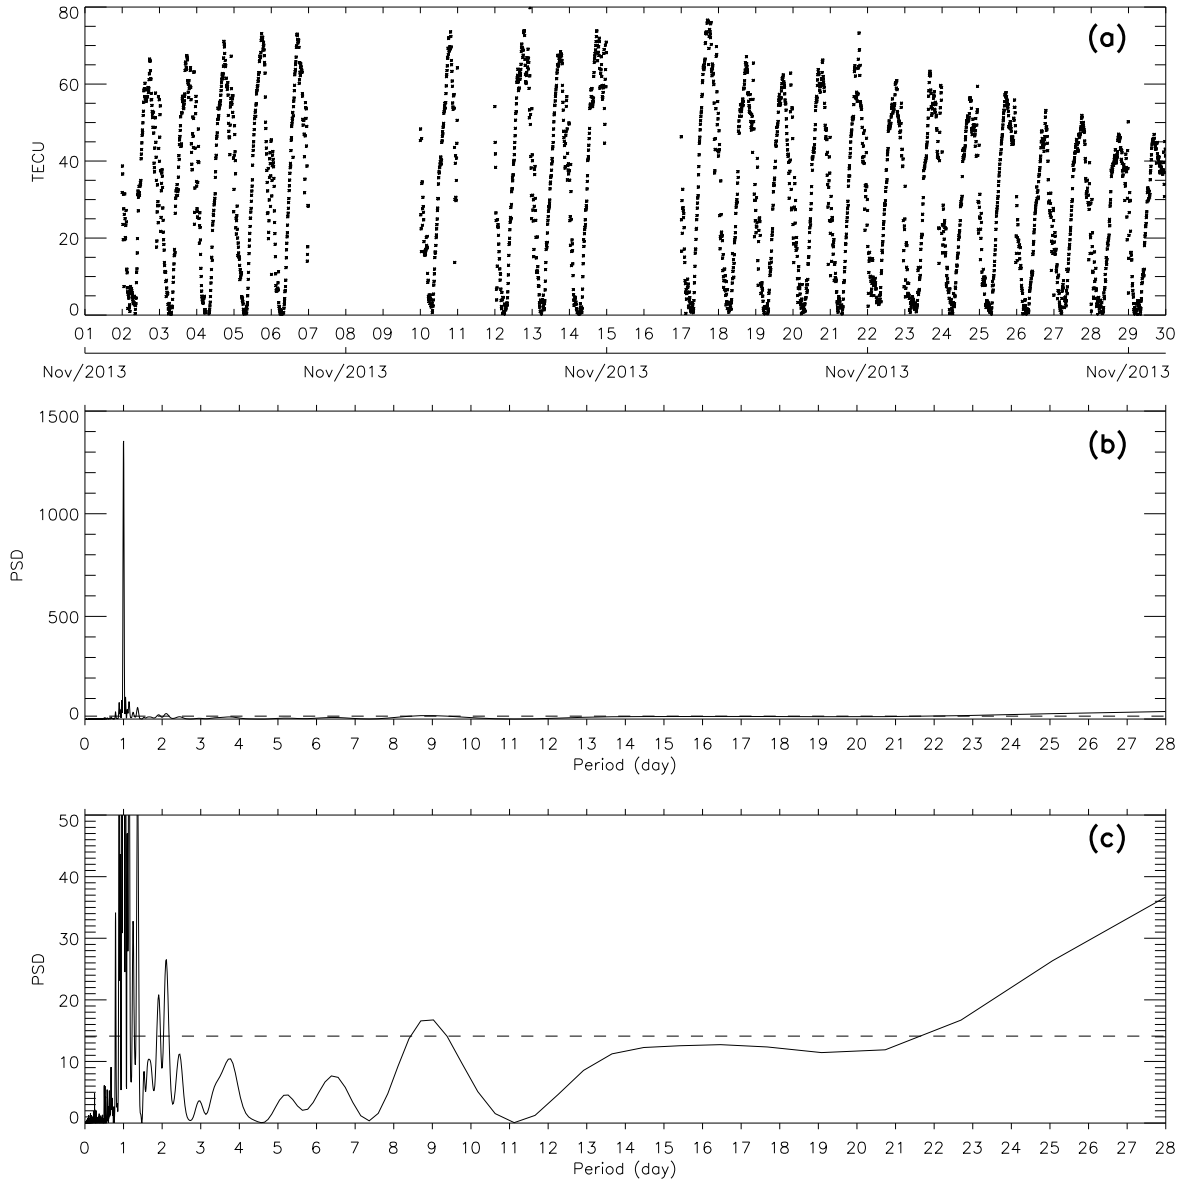 80
(a)
60
TECU
40
20
0
01 02 03 04 05 06 07 08 09 10 11 12 13 14 15 16 17 18 19 20 21 22 23 24 25 26 27 28 29 30
Nov/2013 Nov/2013 Nov/2013 Nov/2013 Nov/2013
1500
(b)
1000
PSD
500
0
0 1 2 3 4 5 6 7 8 9 10 11 12 13 14 15 16 17 18 19 20 21 22 23 24 25 26 27 28
Period (day)
50
(c)
40
30
PSD
20
10
0
0 1 2 3 4 5 6 7 8 9 10 11 12 13 14 15 16 17 18 19 20 21 22 23 24 25 26 27 28
Period (day)